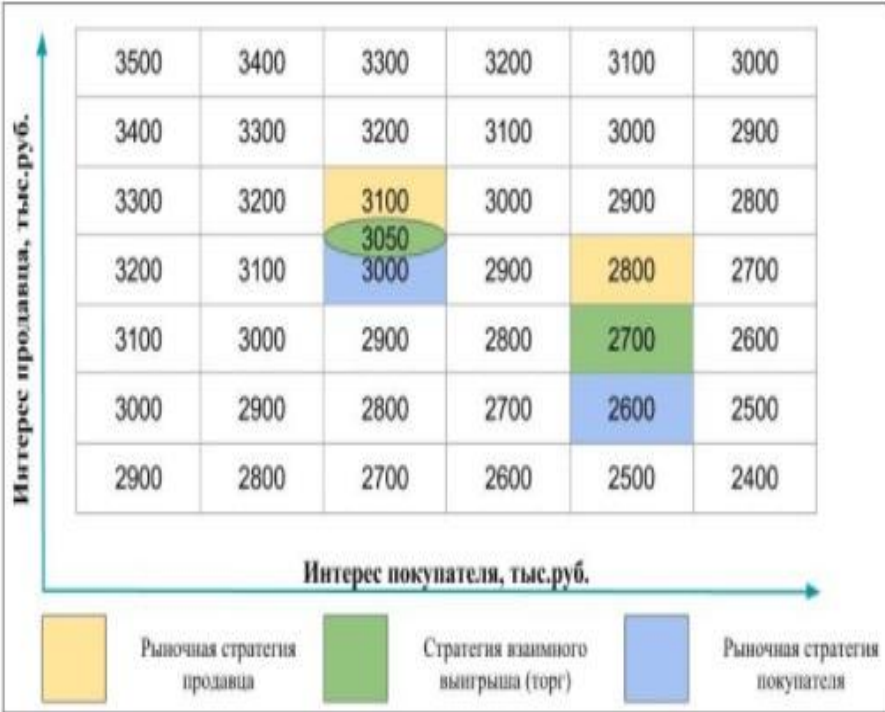 Интерес продавца, тыс.руб.
3500 3400 3300 3200 3100 3000
3400 3300 3200 3100 3000 2900
3300 3200 3100 3000 2900 2800
3050
3200 3100 3000 2900 2800 2700
3100 3000 2900 2800 2700 2600
3000 2900 2800 2700 2600 2500
2900 2800 2700 2600 2500 2400
Интерес покупателя, тыс.руб.
Рыночная стратегия
продавца
Стратегия взаимного
выигрыша (торг)
Рыночная стратегия
покупателя